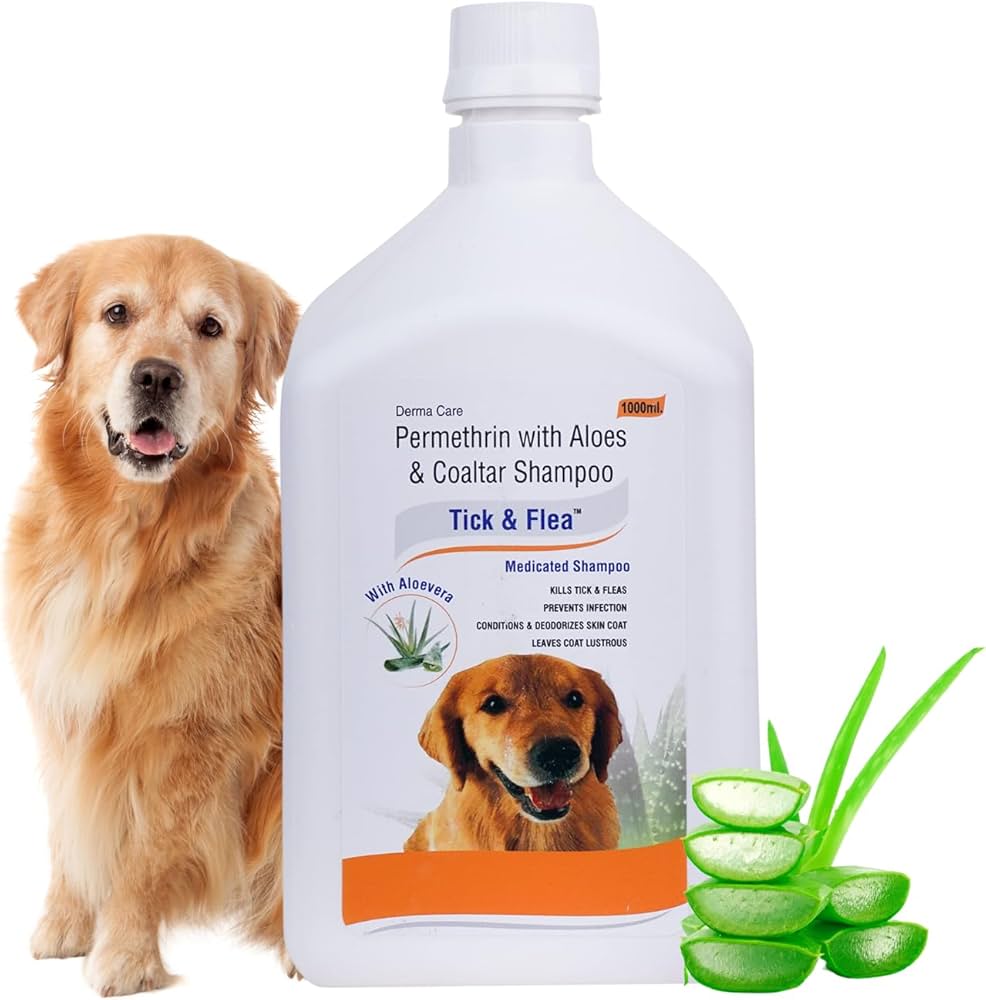 Derma Care
1000ml.
Permethrin with Aloes
& Coaltar Shampoo
Tick & Flea™
Medicated Shampoo
With Aloevera
KILLS TICK & FLEAS
PREVENTS INFECTION
CONDITIONS & DEODORIZES SKIN COAT
LEAVES COAT LUSTROUS